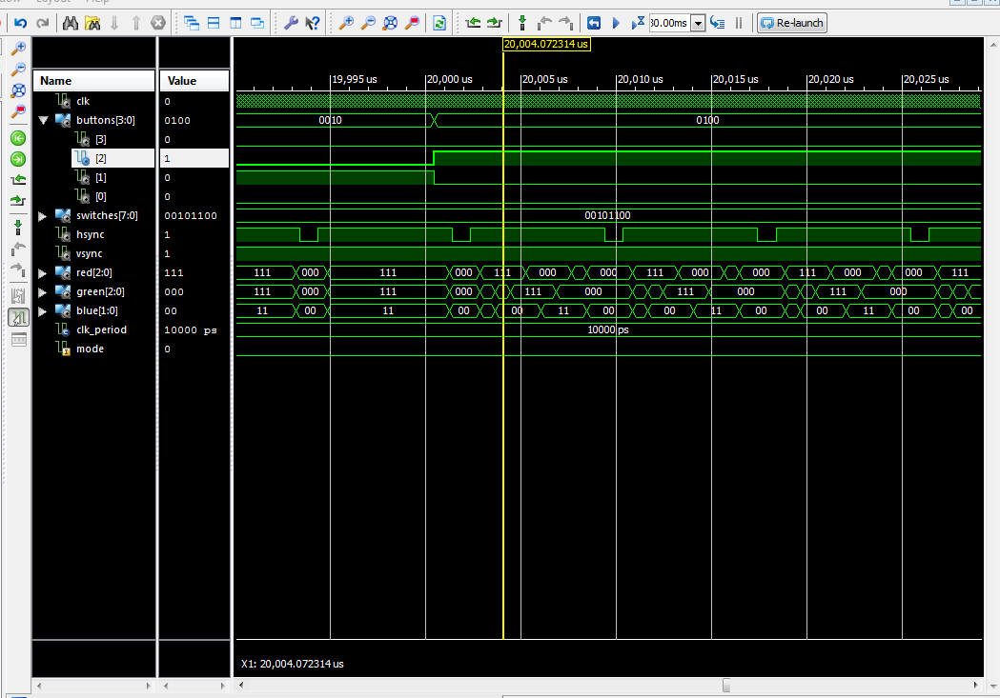 Layout Help
30.00ms Re-launch
20,004.072314 us
19,995 us 20,000 us 20,005 us 20,010 us 20,015 us 20,020 us 20,025 us
Name Value
clk 0
buttons[3:0] 0100 0010 0100
[3] 0
[2] 1
[1] 0
[0] 0
switches[7:0] 00101100 00101100
hsync 1
vsync 1
red[2:0] 111 111 000 111 000 111 000 000 111 000 000 111 000 000 111
green[2:0] 000 111 000 111 000 111 000 111 000 111 000
blue[1:0] 00 11 00 11 00 00 11 00 00 11 00 00 11 00 00
clk_period 10000 ps 10000 ps
mode 0
X1: 20,004.072314 us